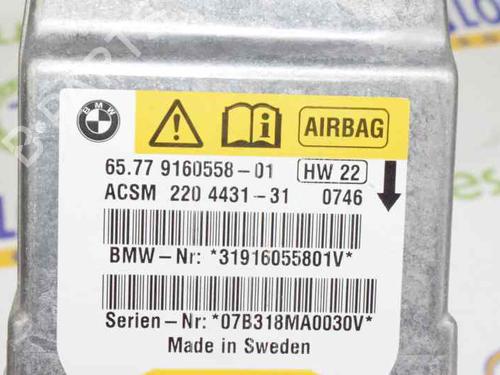 BMW
AIRBAG
65.77 9160558-01 HW 22
ACSM 220 4431-31 0746
BMW-Nr: *31916055801V*
Serien-Nr: *07B318MA0030V*
Made in Sweden